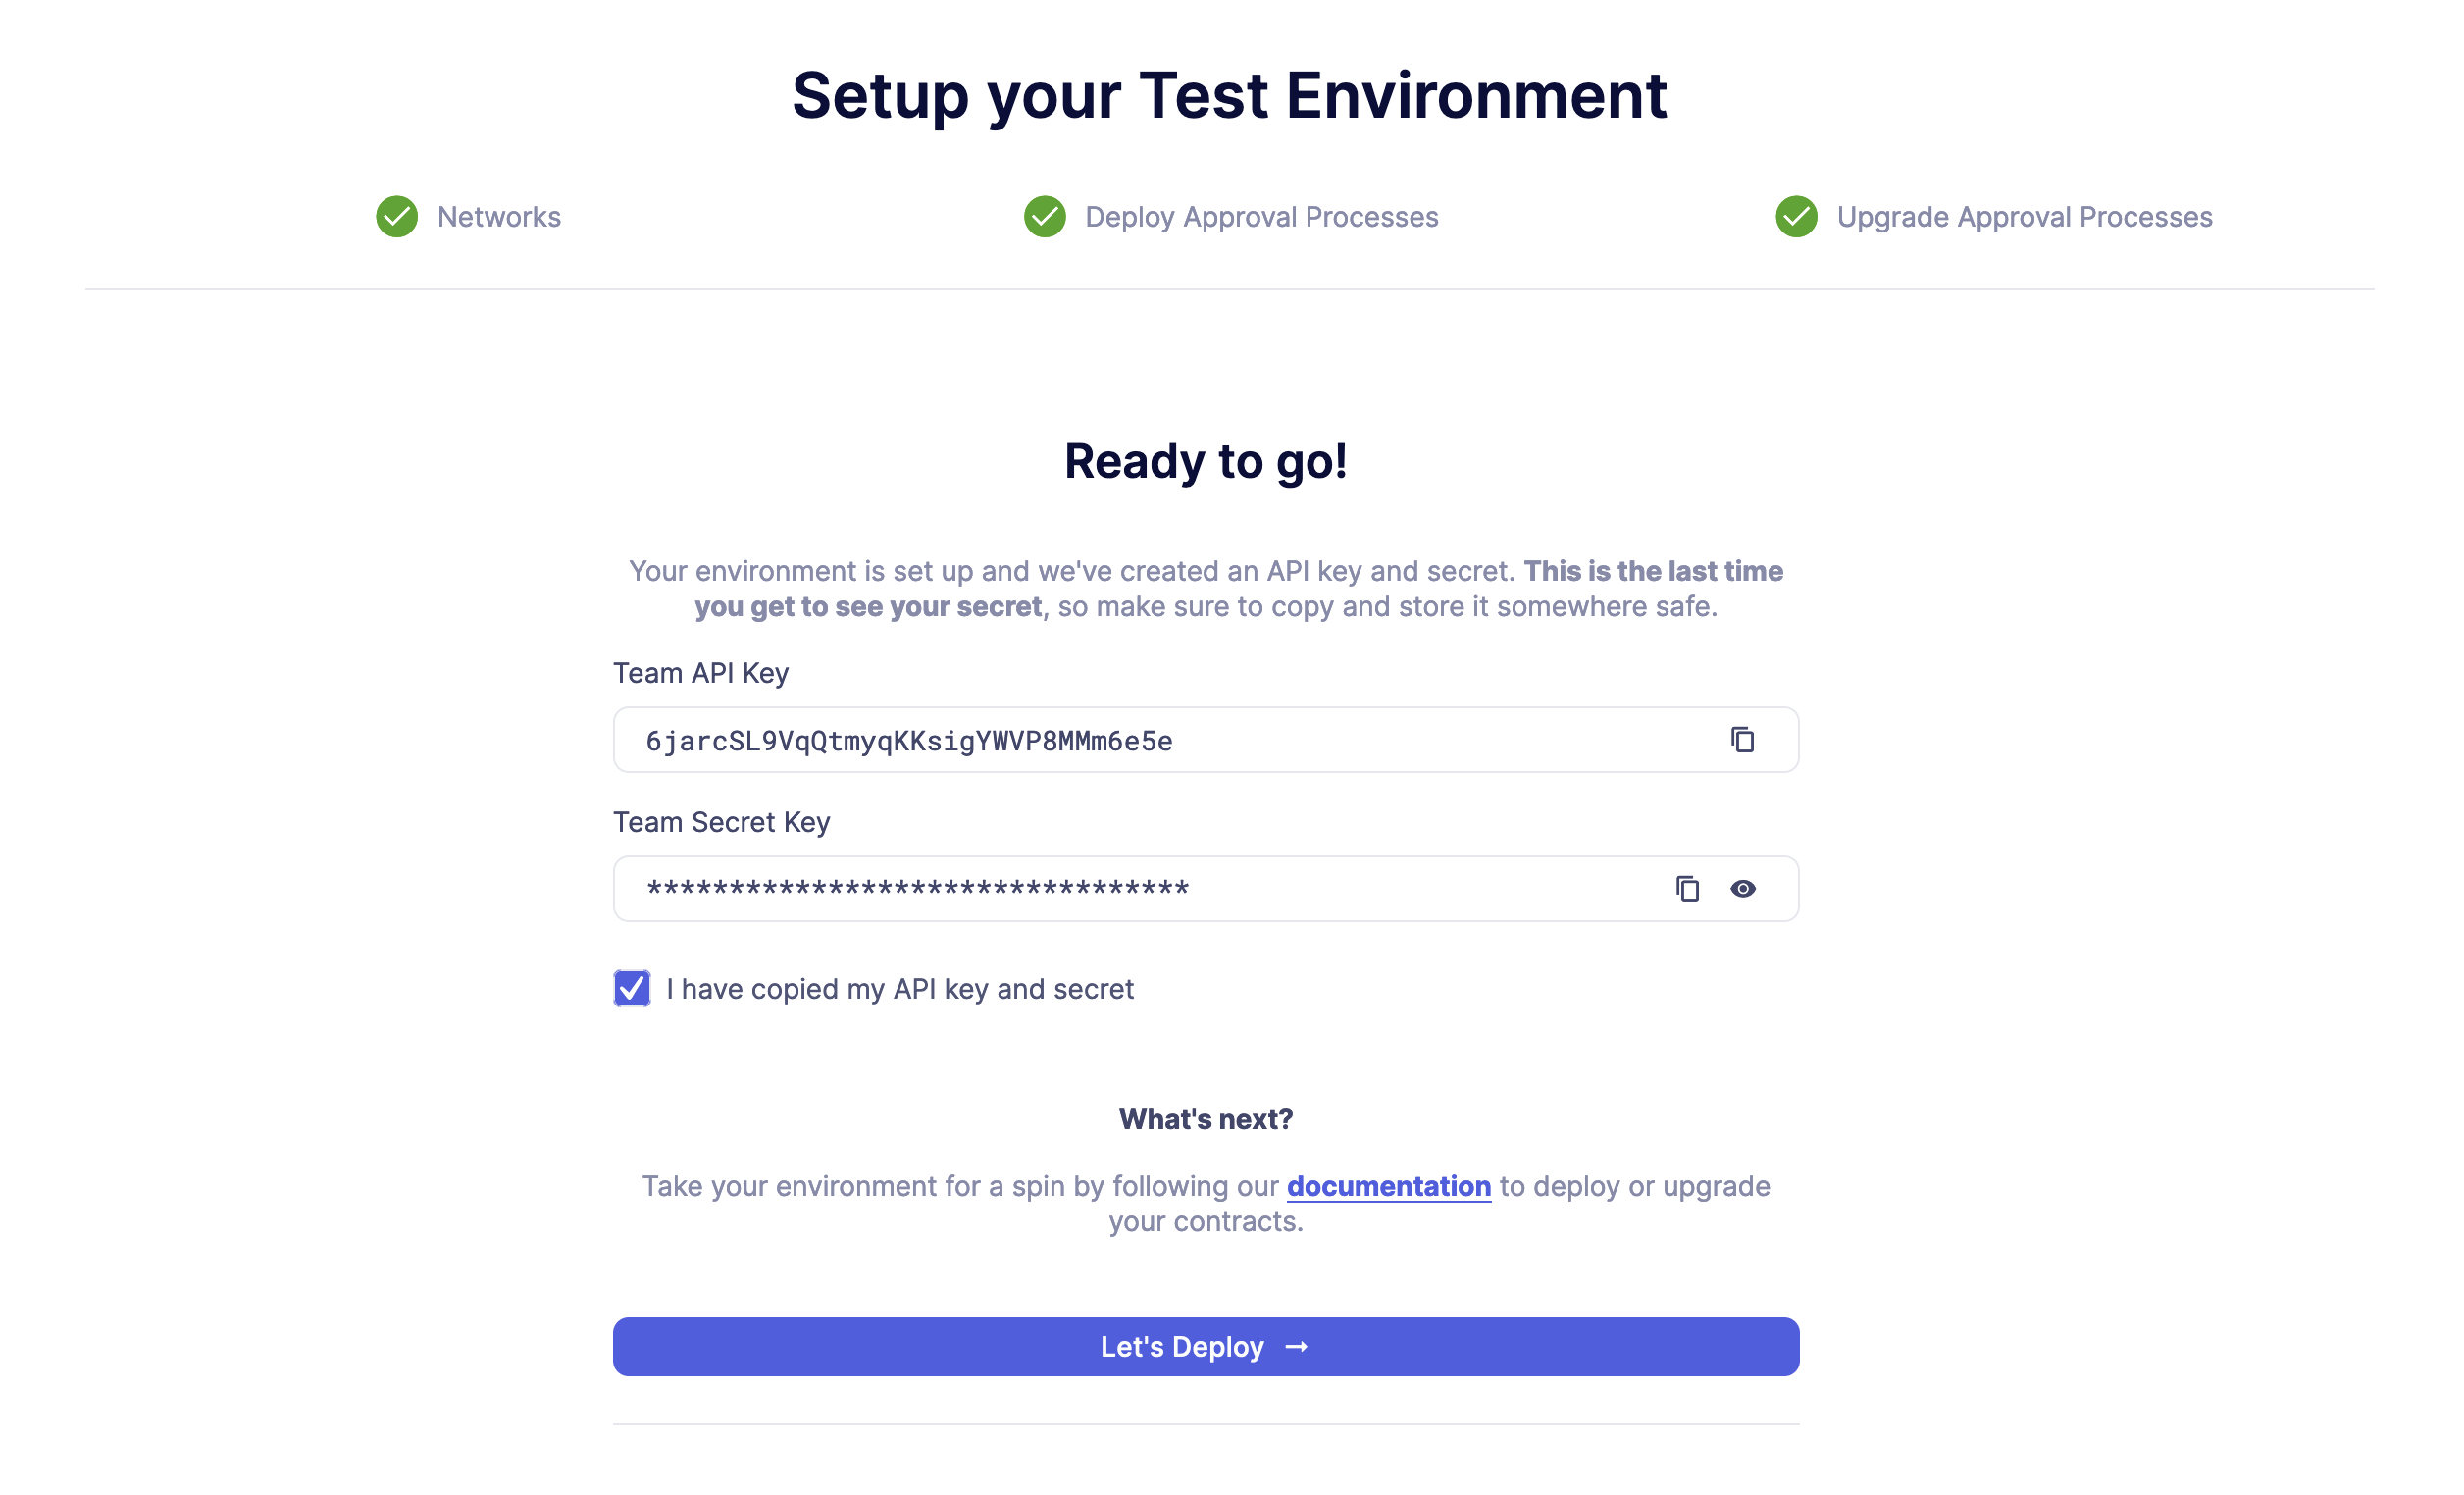 Setup your Test Environment
Networks
Deploy Approval Processes
Upgrade Approval Processes
Ready to go!
Your environment is set up and we've created an API key and secret. This is the last time
you get to see your secret, so make sure to copy and store it somewhere safe.
Team API Key
6jarcSL9VqQtmyqKKsigYWVP8MMm6e5e
Team Secret Key
*********************************
I have copied my API key and secret
What's next?
Take your environment for a spin by following our documentation to deploy or upgrade
your contracts.
Let's Deploy →